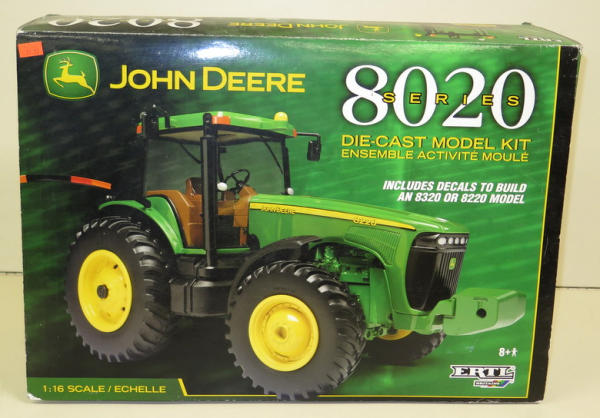 8020
JOHN DEERE
8020
SERIES
DIE-CAST MODEL KIT
ENSEMBLE ACTIVITÉ MOULÉ
INCLUDES DECALS TO BUILD
AN 8320 OR 8220 MODEL
JOHN DEERE
8220
8+
ERTL
1:16 SCALE / ECHELLE